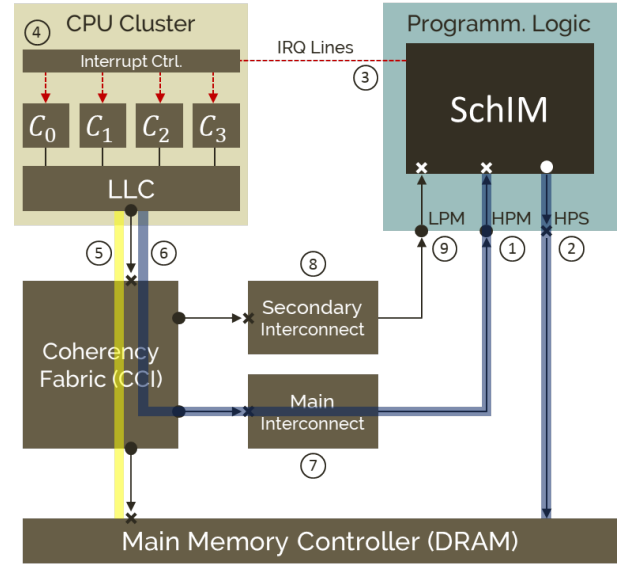 CPU Cluster
Programm. Logic
④
Interrupt Ctrl.
IRQ Lines
③
C₀ C₁ C₂ C₃
SchIM
LLC
LPM HPM HPS
⑤ ⑥ ⑨ ① ②
⑧
Secondary
Interconnect
Coherency
Fabric (CCI)
Main
Interconnect
⑦
Main Memory Controller (DRAM)